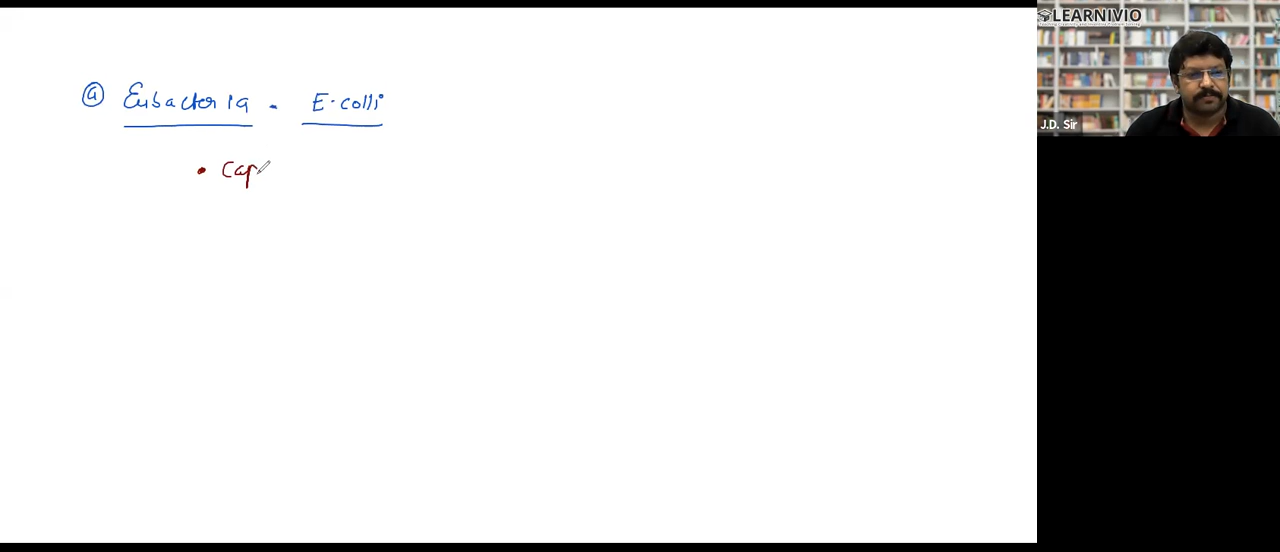 LEARNIVIO
ⓐ Eubacteria - E. colli
J.D. Sir
• Cap